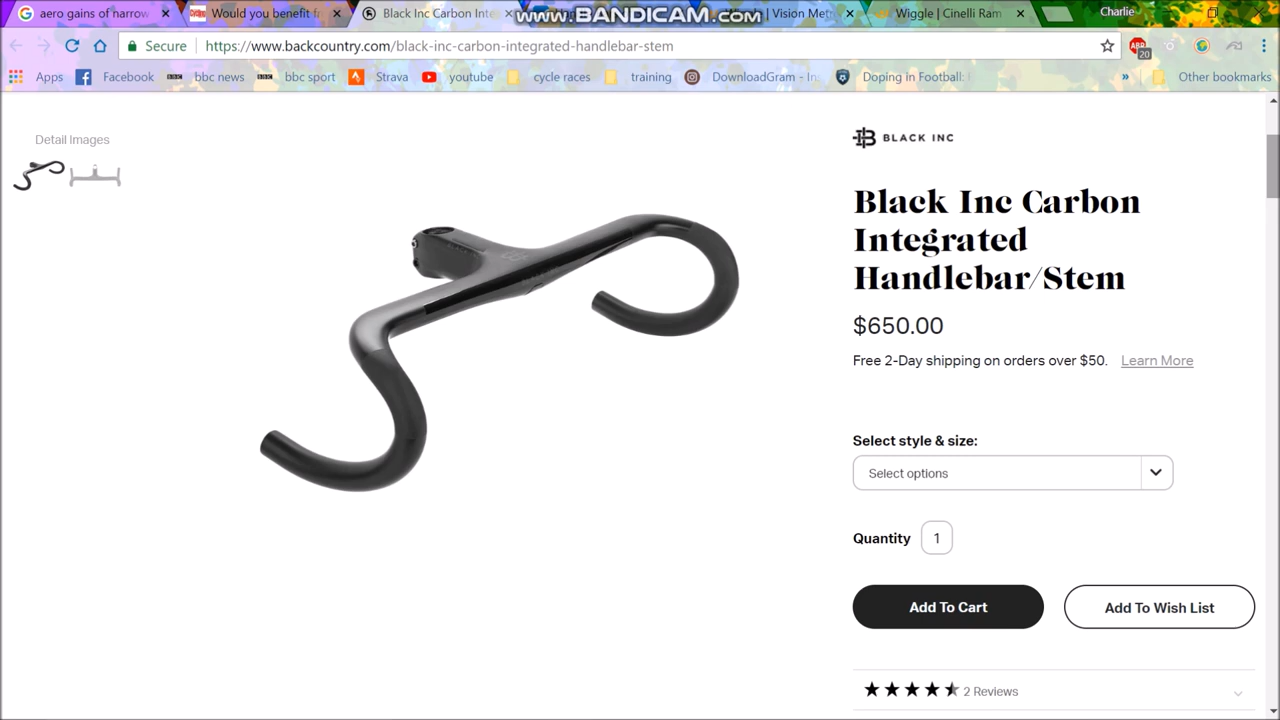 aero gains of narrow
Would you benefit f
Black Inc Carbon Inte
www.BANDICAM.com
| Vision Met
Wiggle | Cinelli Ram
Charlie
Secure
https://www.backcountry.com/black-inc-carbon-integrated-handlebar-stem
ABP
20
Apps
Facebook
bbc news
bbc sport
Strava
youtube
cycle races
training
DownloadGram - In
Doping in Football
»
Other bookmarks
Detail Images
BLACK INC
Black Inc Carbon
Integrated
Handlebar/Stem
$650.00
Free 2-Day shipping on orders over $50. Learn More
Select style & size:
Select options
Quantity 1
Add To Cart
Add To Wish List
2 Reviews